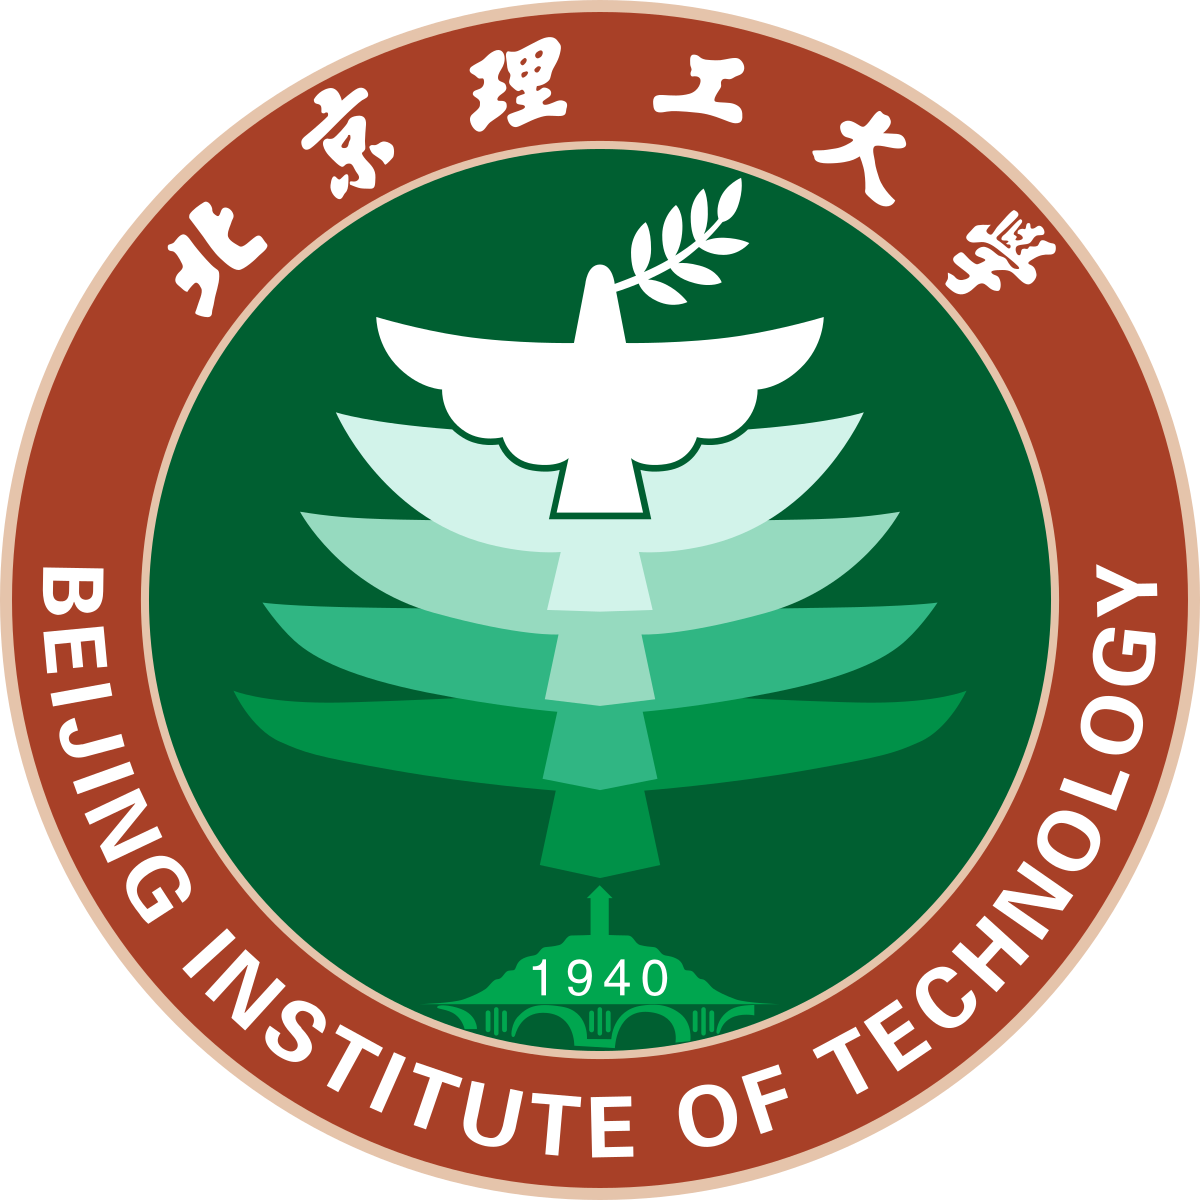 北京理工大学
1940
BEIJING INSTITUTE OF TECHNOLOGY